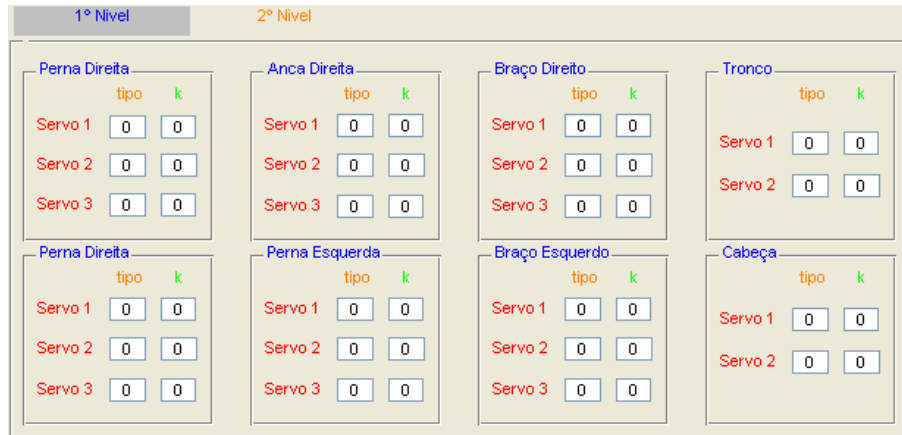 1º Nivel 2º Nivel
Perna Direita Anca Direita Braço Direito Tronco
tipo k tipo k tipo k tipo k
Servo 1 0 0 Servo 1 0 0 Servo 1 0 0
Servo 1 0 0
Servo 2 0 0 Servo 2 0 0 Servo 2 0 0
Servo 2 0 0
Servo 3 0 0 Servo 3 0 0 Servo 3 0 0
Perna Direita Perna Esquerda Braço Esquerdo Cabeça
tipo k tipo k tipo k tipo k
Servo 1 0 0 Servo 1 0 0 Servo 1 0 0
Servo 1 0 0
Servo 2 0 0 Servo 2 0 0 Servo 2 0 0
Servo 2 0 0
Servo 3 0 0 Servo 3 0 0 Servo 3 0 0